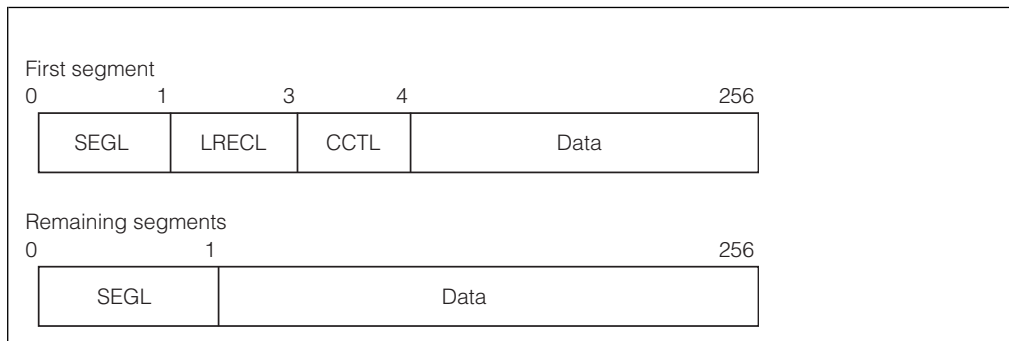 First segment
0 1 3 4 256
SEGL LRECL CCTL Data
Remaining segments
0 1 256
SEGL Data